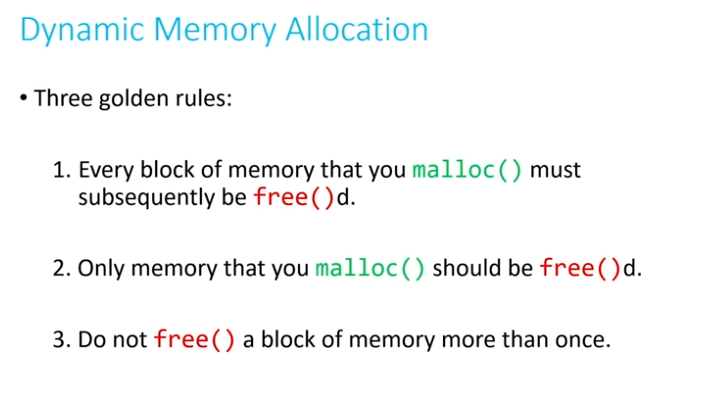 Dynamic Memory Allocation
• Three golden rules:
1. Every block of memory that you malloc() must
subsequently be free()d.
2. Only memory that you malloc() should be free()d.
3. Do not free() a block of memory more than once.